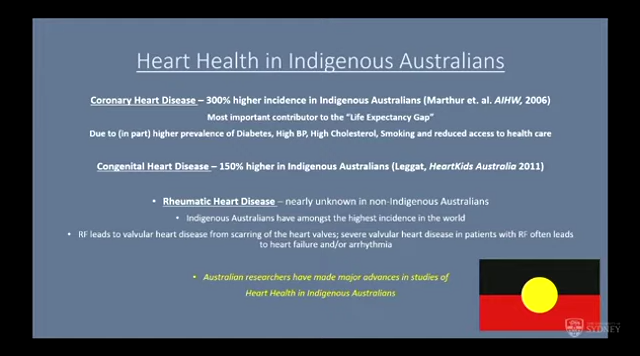 Heart Health in Indigenous Australians
Coronary Heart Disease – 300% higher incidence in Indigenous Australians (Marthur et. al. AIHW, 2006)
Most important contributor to the "Life Expectancy Gap"
Due to (in part) higher prevalence of Diabetes, High BP, High Cholesterol, Smoking and reduced access to health care
Congenital Heart Disease – 150% higher in Indigenous Australians (Leggat, HeartKids Australia 2011)
• Rheumatic Heart Disease – nearly unknown in non-Indigenous Australians
• Indigenous Australians have amongst the highest incidence in the world
• RF leads to valvular heart disease from scarring of the heart valves; severe valvular heart disease in patients with RF often leads
to heart failure and/or arrhythmia
• Australian researchers have made major advances in studies of
Heart Health in Indigenous Australians
SYDNEY